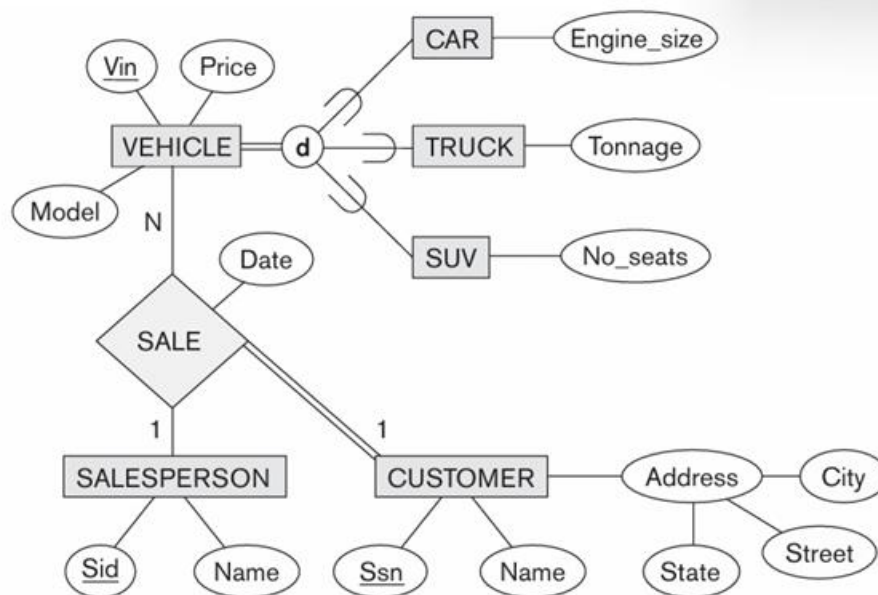 CAR
Engine_size
Vin
Price
VEHICLE
d
TRUCK
Tonnage
Model
N
Date
SUV
No_seats
SALE
1
1
SALESPERSON
CUSTOMER
Address
City
Sid
Name
Ssn
Name
State
Street